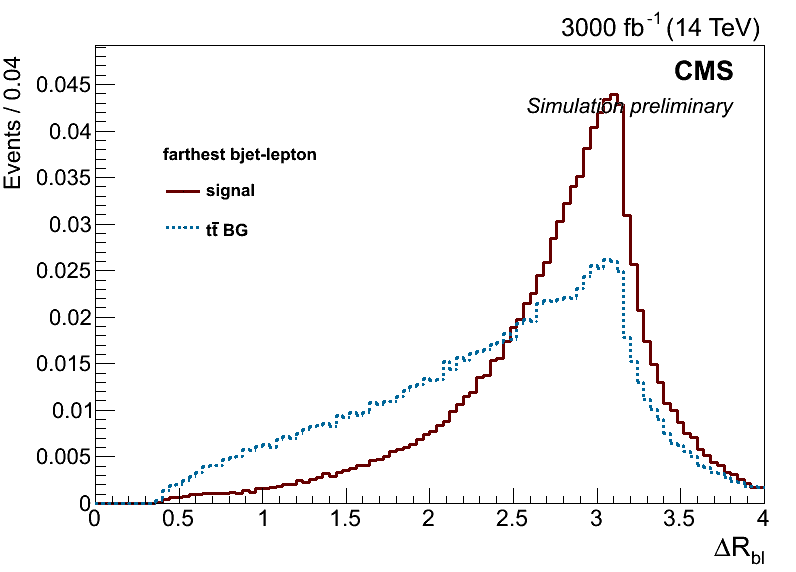 3000 fb⁻¹ (14 TeV)
CMS
Simulation preliminary
Events / 0.04
0.045
0.04
0.035
0.03
0.025
0.02
0.015
0.01
0.005
0
farthest bjet-lepton
signal
tt̄ BG
0 0.5 1 1.5 2 2.5 3 3.5 4
ΔR_bl